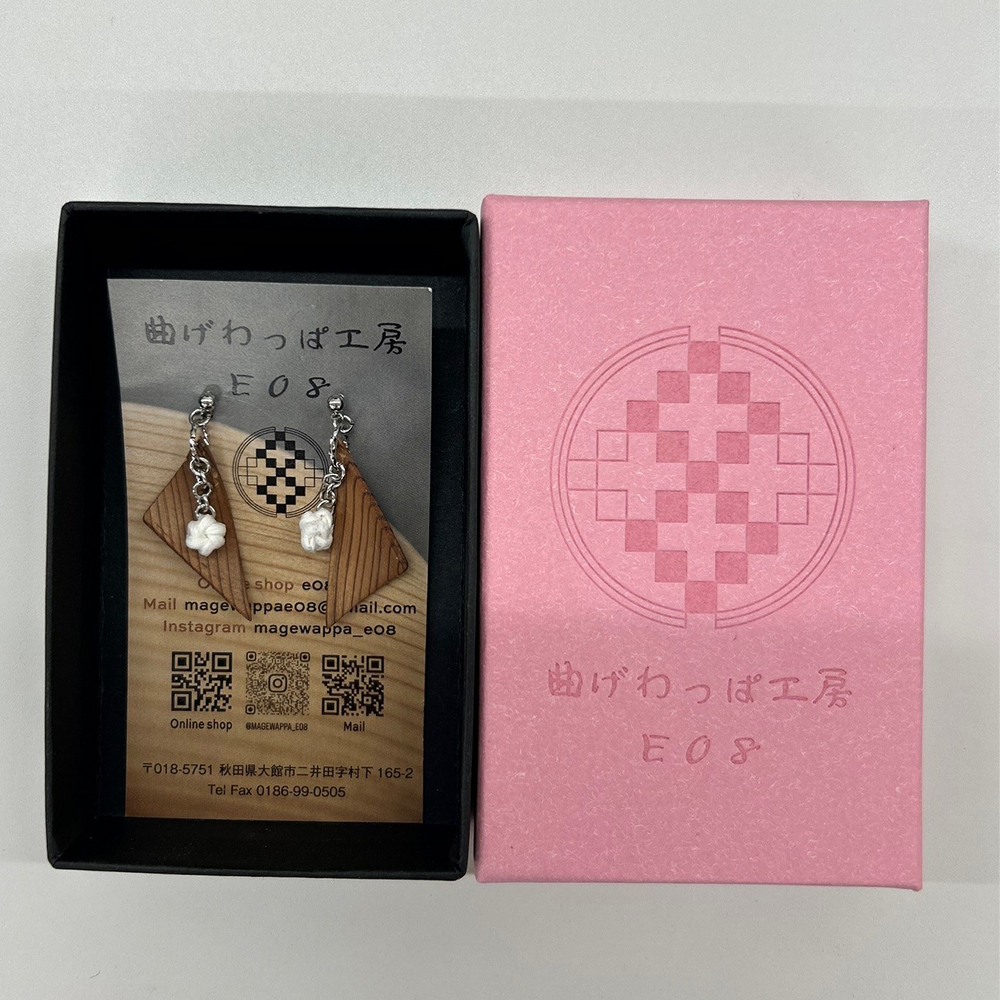 曲げわっぱ工房
E08
shop e08
Mail magewappae08@ mail.com
Instagram magewappa_e08
Online shop
@MAGEWAPPA_E08
Mail
〒018-5751 秋田県大館市二井田字村下 165-2
Tel Fax 0186-99-0505
曲げわっぱ工房
E08